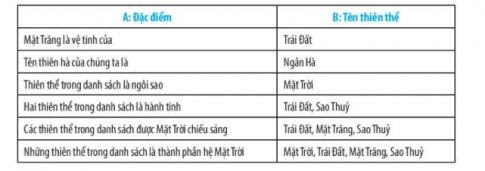 A: Đặc điểm B: Tên thiên thể
Mặt Trăng là vệ tinh của Trái Đất
Tên thiên hà của chúng ta là Ngân Hà
Thiên thể trong danh sách là ngôi sao Mặt Trời
Hai thiên thể trong danh sách là hành tinh Trái Đất, Sao Thuỷ
Các thiên thể trong danh sách được Mặt Trời chiếu sáng Trái Đất, Mặt Trăng, Sao Thuỷ
Những thiên thể trong danh sách là thành phần hệ Mặt Trời Mặt Trời, Trái Đất, Mặt Trăng, Sao Thuỷ